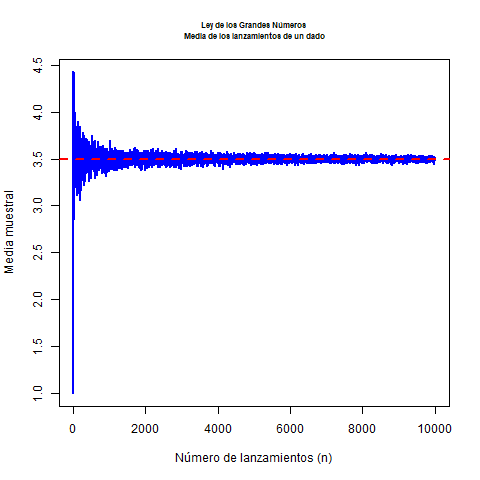 Ley de los Grandes Números
Media de los lanzamientos de un dado
4.5
4.0
3.5
3.0
2.5
2.0
1.5
1.0
Media muestral
0 2000 4000 6000 8000 10000
Número de lanzamientos (n)